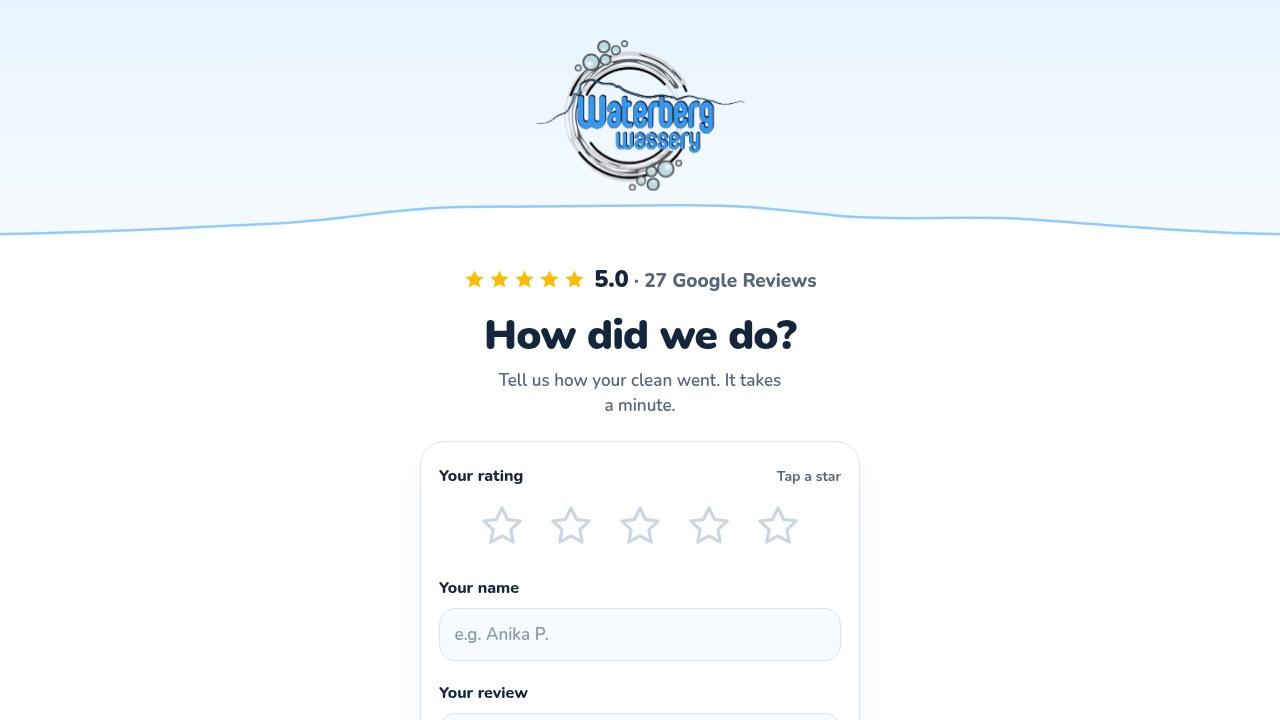 Waterberg
wassery
5.0 · 27 Google Reviews
How did we do?
Tell us how your clean went. It takes
a minute.
Your rating
Tap a star
Your name
e.g. Anika P.
Your review